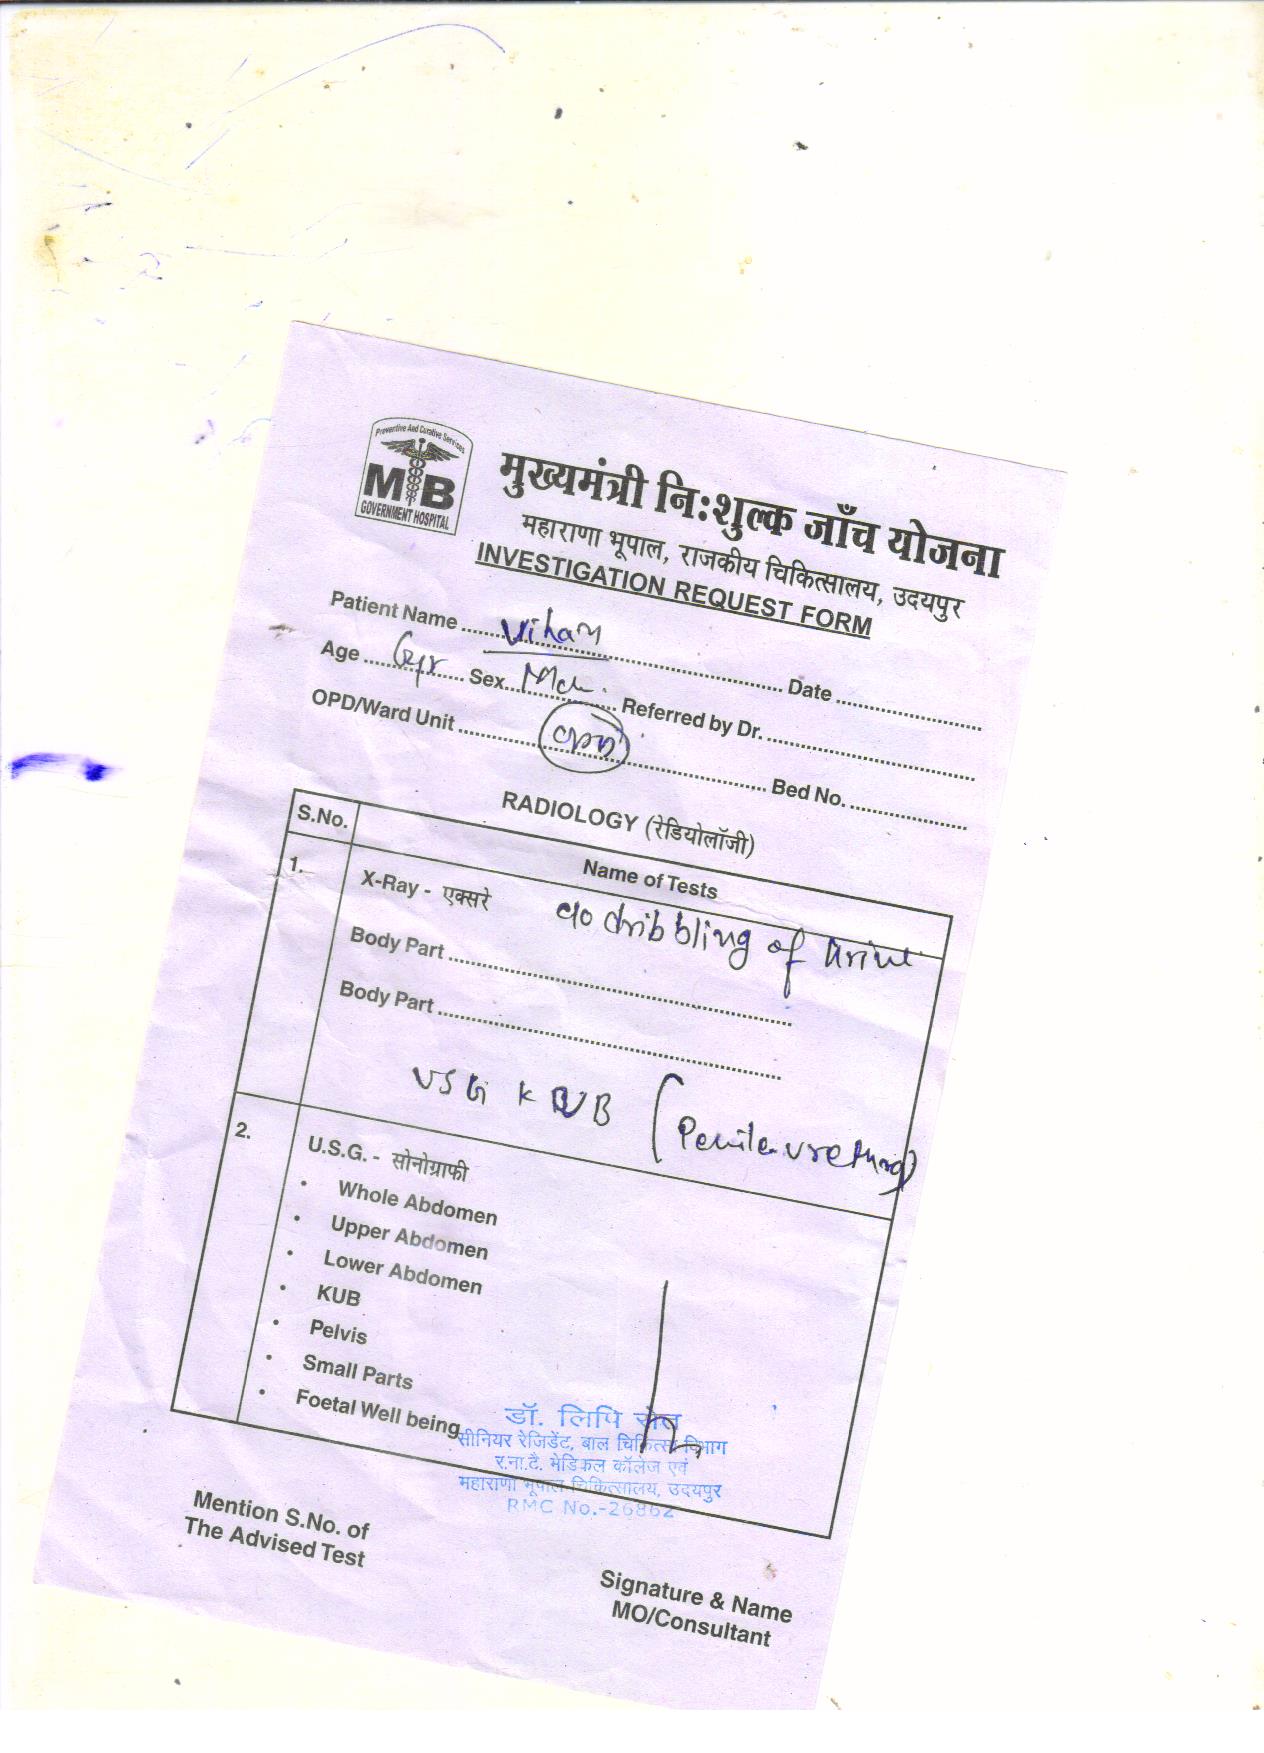 Preventive And Curative Services
MB
GOVERNMENT HOSPITAL
मुख्यमंत्री नि:शुल्क जाँच योजना
महाराणा भूपाल, राजकीय चिकित्सालय, उदयपुर
INVESTIGATION REQUEST FORM
Patient Name ........ Vihan ........ Date ........
Age ........ Sex ........ Referred by Dr. ........
OPD/Ward Unit ........ Bed No. ........
RADIOLOGY (रेडियोलॉजी)
S.No. Name of Tests
1. X-Ray - एक्सरे c/o dribbling of urine
Body Part ........
Body Part ........
USG KUB (Penile urethra)
2. U.S.G. - सोनोग्राफी
• Whole Abdomen
• Upper Abdomen
• Lower Abdomen
• KUB
• Pelvis
• Small Parts
• Foetal Well being
डॉ. लिपि
सीनियर रेजिडेंट, बाल चिकित्सा विभाग
र.ना.टै. मेडिकल कॉलेज एवं
महाराणा भूपाल चिकित्सालय, उदयपुर
RMC No.-26862
Mention S.No. of
The Advised Test
Signature & Name
MO/Consultant